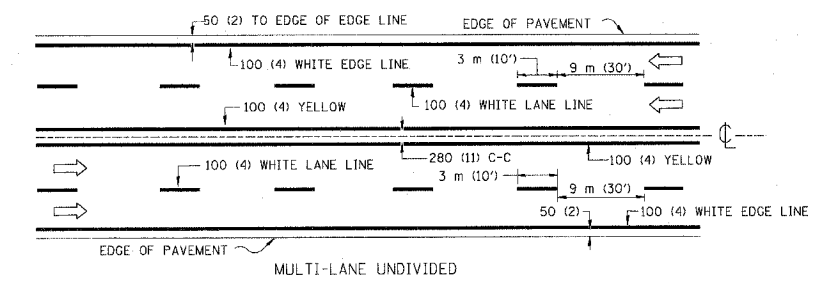 50 (2) TO EDGE OF EDGE LINE
EDGE OF PAVEMENT
100 (4) WHITE EDGE LINE
3 m (10')
9 m (30')
100 (4) YELLOW
100 (4) WHITE LANE LINE
℄
100 (4) WHITE LANE LINE
280 (11) C-C
100 (4) YELLOW
3 m (10')
9 m (30')
50 (2)
100 (4) WHITE EDGE LINE
EDGE OF PAVEMENT
MULTI-LANE UNDIVIDED